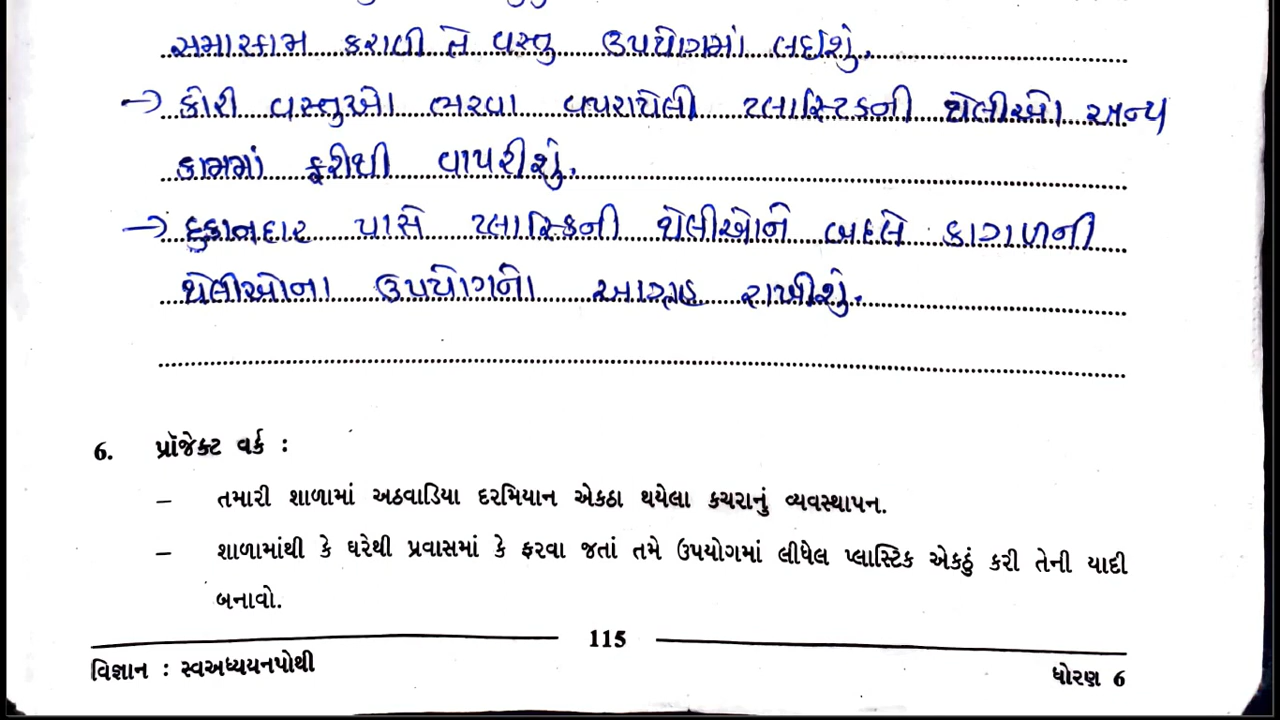 સમારકામ કરાવી તે વસ્તુ ઉપયોગમાં લઈશું.
→ કોરી વસ્તુઓ ભરવા વપરાયેલી પ્લાસ્ટિકની થેલીઓ અન્ય
કામમાં ફરીથી વાપરીશું.
→ દુકાનદાર પાસે પ્લાસ્ટિકની થેલીઓને બદલે કાગળની
થેલીઓના ઉપયોગનો આગ્રહ રાખીશું.
6. પ્રૉજેક્ટ વર્ક :
– તમારી શાળામાં અઠવાડિયા દરમિયાન એકઠા થયેલા કચરાનું વ્યવસ્થાપન.
– શાળામાંથી કે ઘરેથી પ્રવાસમાં કે ફરવા જતાં તમે ઉપયોગમાં લીધેલ પ્લાસ્ટિક એકઠું કરી તેની યાદી
બનાવો.
115
વિજ્ઞાન : સ્વઅધ્યયનપોથી
ધોરણ 6